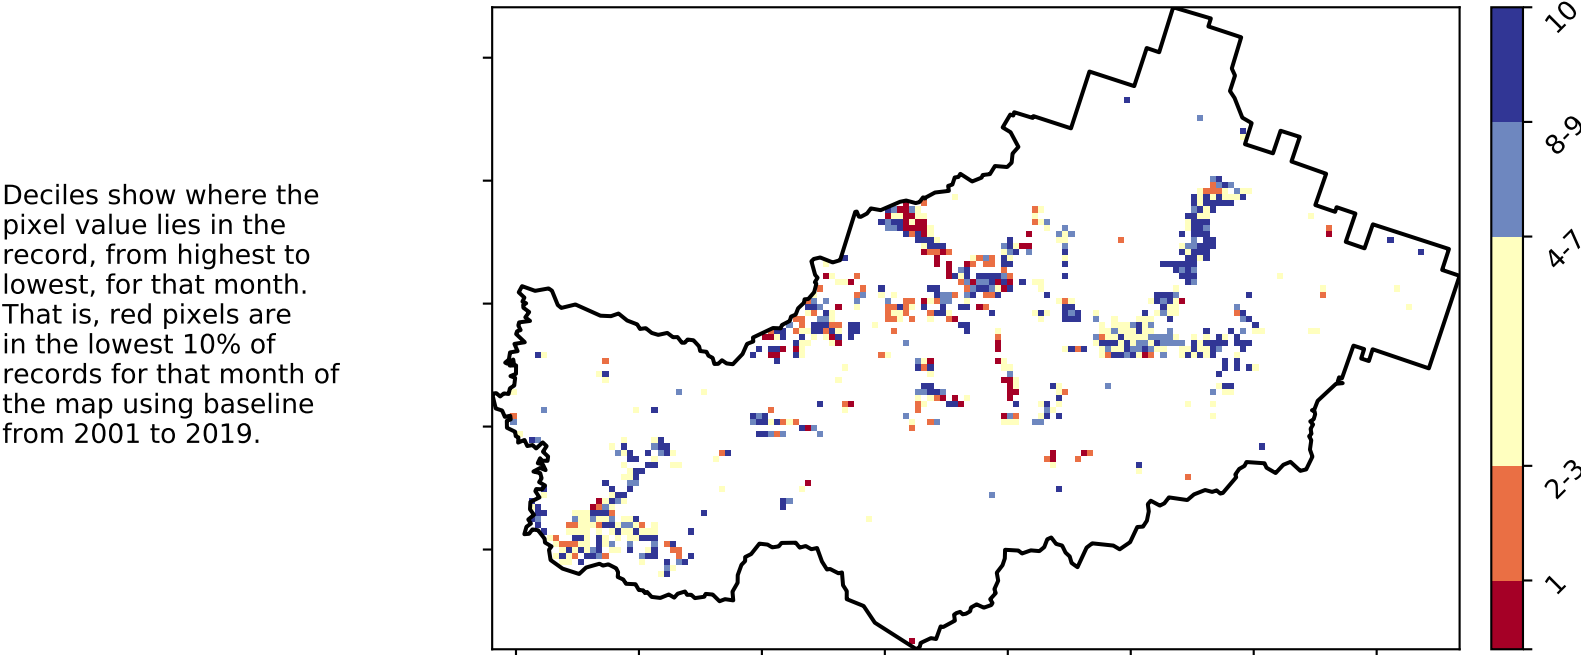 Deciles show where the
pixel value lies in the
record, from highest to
lowest, for that month.
That is, red pixels are
in the lowest 10% of
records for that month of
the map using baseline
from 2001 to 2019.
10
8-9
4-7
2-3
1